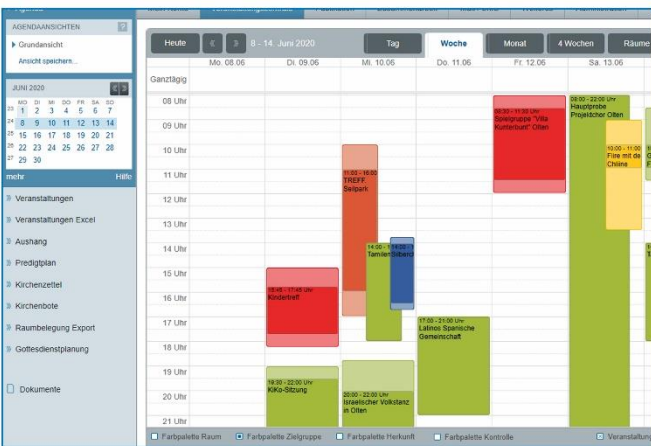 AGENDAANSICHTEN
Grundansicht
Ansicht speichern...
JUNI 2020
MO DI MI DO FR SA SO
23 1 2 3 4 5 6 7
24 8 9 10 11 12 13 14
25 15 16 17 18 19 20 21
26 22 23 24 25 26 27 28
27 29 30
mehr Hilfe
Veranstaltungen
Veranstaltungen Excel
Aushang
Predigtplan
Kirchenzettel
Kirchenbote
Raumbelegung Export
Gottesdienstplanung
Dokumente
Heute 8 - 14. Juni 2020 Tag Woche Monat 4 Wochen Räume
Mo. 08.06 Di. 09.06 Mi. 10.06 Do. 11.06 Fr. 12.06 Sa. 13.06
Ganztägig
08 Uhr
09 Uhr
10 Uhr
11 Uhr
12 Uhr
13 Uhr
14 Uhr
15 Uhr
16 Uhr
17 Uhr
18 Uhr
19 Uhr
20 Uhr
21 Uhr
15:45 - 17:45 Uhr
Kindertreff
19:30 - 22:00 Uhr
KiKo-Sitzung
11:00 - 16:00
TREFF
Seilpark
14:00 - 1
Tamilen
20:00 - 22:00 Uhr
Israelischer Volkstanz
in Olten
17:00 - 21:00 Uhr
Latinos Spanische
Gemeinschaft
08:30 - 11:30 Uhr
Spielgruppe "Villa
Kunterbunt" Olten
08:00 - 22:00 Uhr
Hauptprobe
Projektchor Olten
10:00 - 11:00
Fiire mit de
Chliine
Farbpalette Raum Farbpalette Zielgruppe Farbpalette Herkunft Farbpalette Kontrolle Veranstaltun